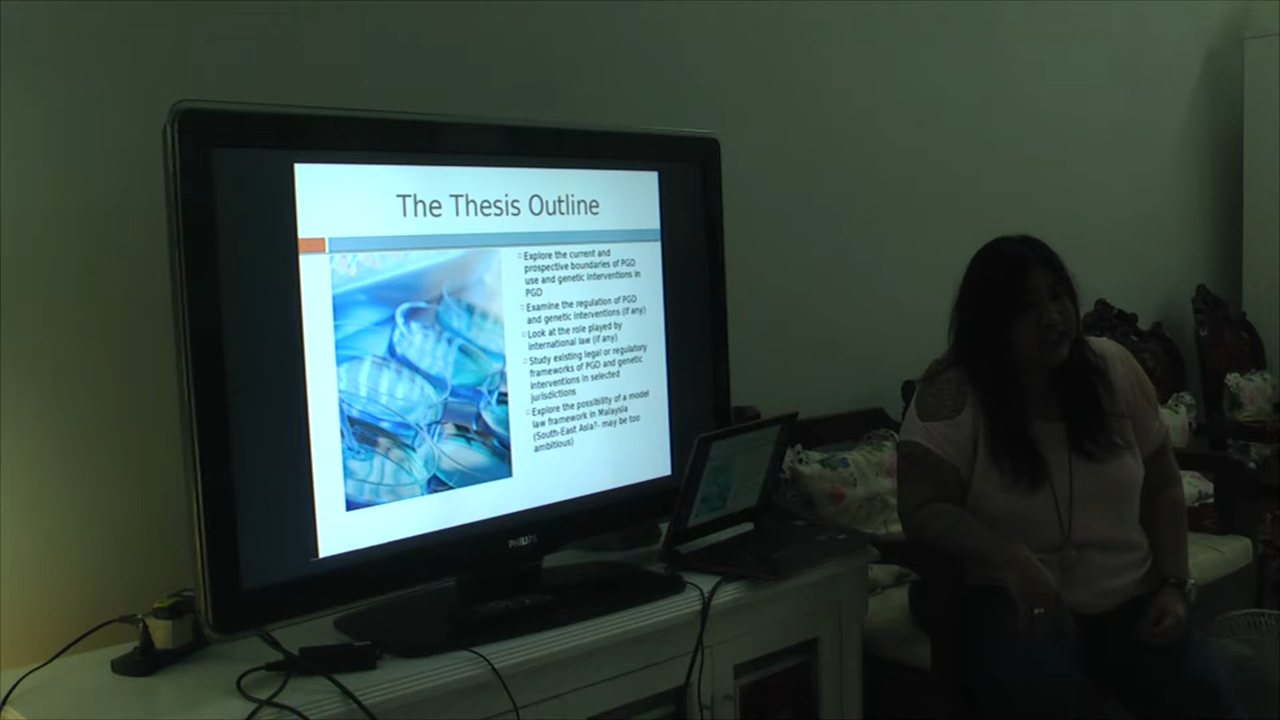 The Thesis Outline
Explore the current and
prospective boundaries of PGD
use and genetic interventions in
PGD
Examine the regulation of PGD
and genetic interventions (if any)
Look at the role played by
international law (if any)
Study existing legal or regulatory
frameworks of PGD and genetic
interventions in selected
jurisdictions
Explore the possibility of a model
law framework in Malaysia
(South-East Asia?- may be too
ambitious)
PHILIPS